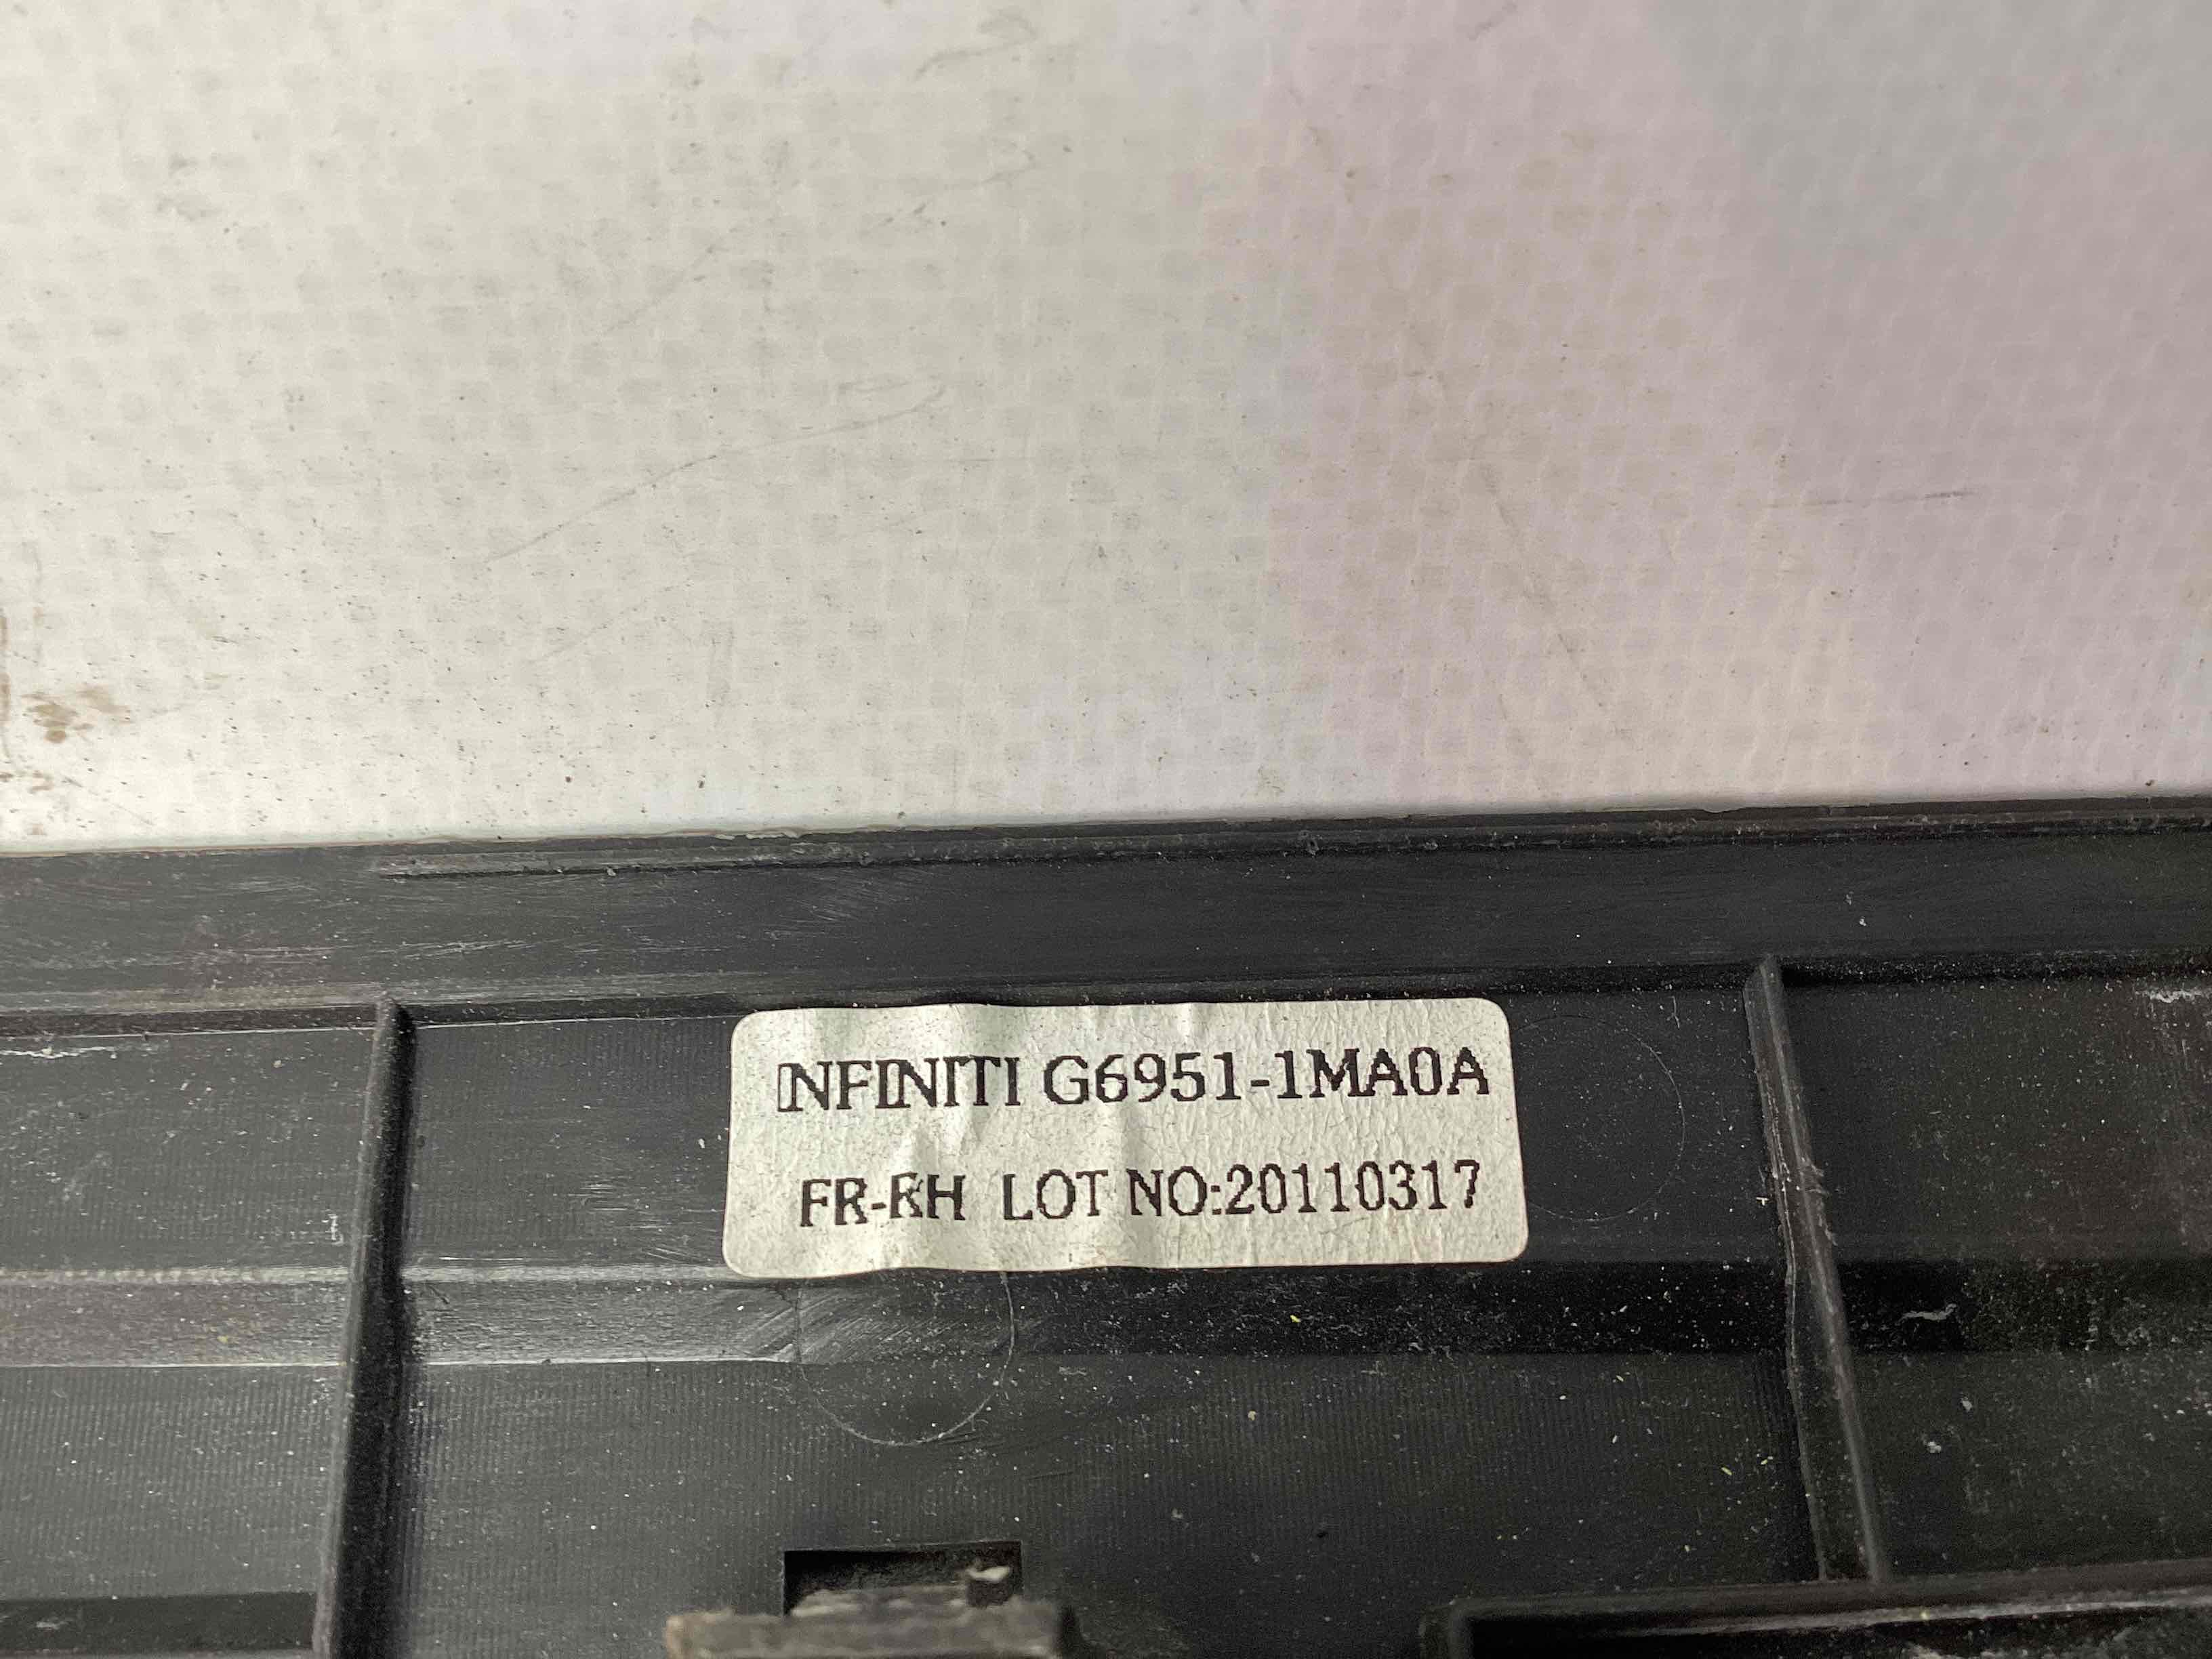 INFINITI G6951-1MA0A
FR-RH LOT NO:20110317